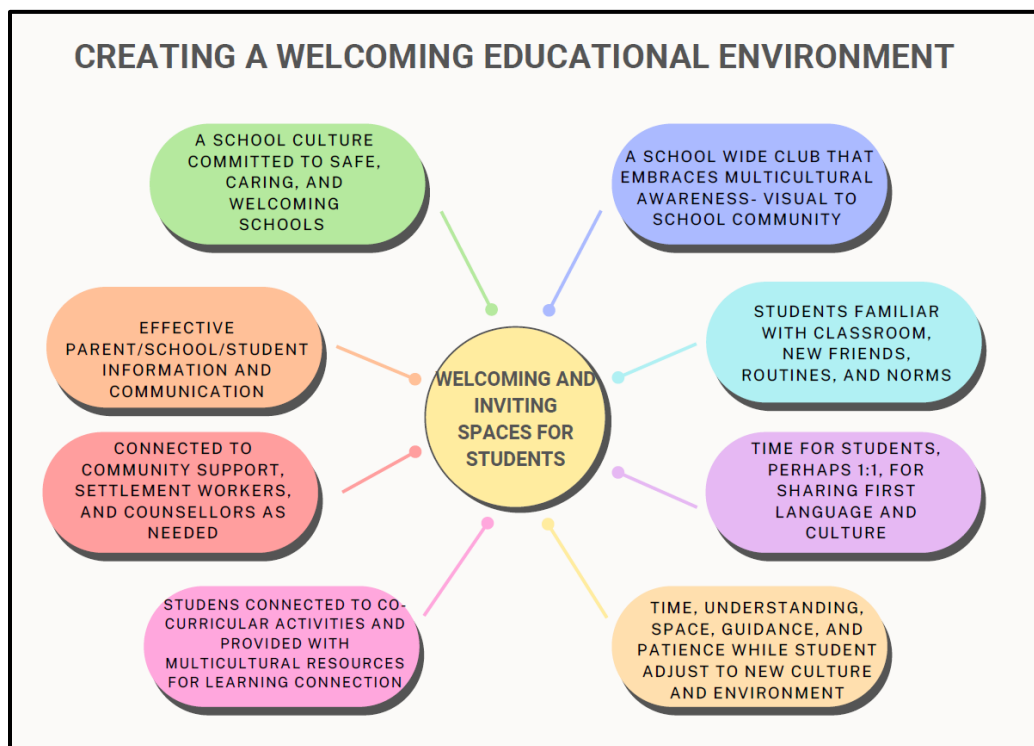 CREATING A WELCOMING EDUCATIONAL ENVIRONMENT
A SCHOOL CULTURE
COMMITTED TO SAFE,
CARING, AND
WELCOMING
SCHOOLS
A SCHOOL WIDE CLUB THAT
EMBRACES MULTICULTURAL
AWARENESS- VISUAL TO
SCHOOL COMMUNITY
EFFECTIVE
PARENT/SCHOOL/STUDENT
INFORMATION AND
COMMUNICATION
STUDENTS FAMILIAR
WITH CLASSROOM,
NEW FRIENDS,
ROUTINES, AND NORMS
WELCOMING AND
INVITING
SPACES FOR
STUDENTS
CONNECTED TO
COMMUNITY SUPPORT,
SETTLEMENT WORKERS,
AND COUNSELLORS AS
NEEDED
TIME FOR STUDENTS,
PERHAPS 1:1, FOR
SHARING FIRST
LANGUAGE AND
CULTURE
STUDENS CONNECTED TO CO-
CURRICULAR ACTIVITIES AND
PROVIDED WITH
MULTICULTURAL RESOURCES
FOR LEARNING CONNECTION
TIME, UNDERSTANDING,
SPACE, GUIDANCE, AND
PATIENCE WHILE STUDENT
ADJUST TO NEW CULTURE
AND ENVIRONMENT